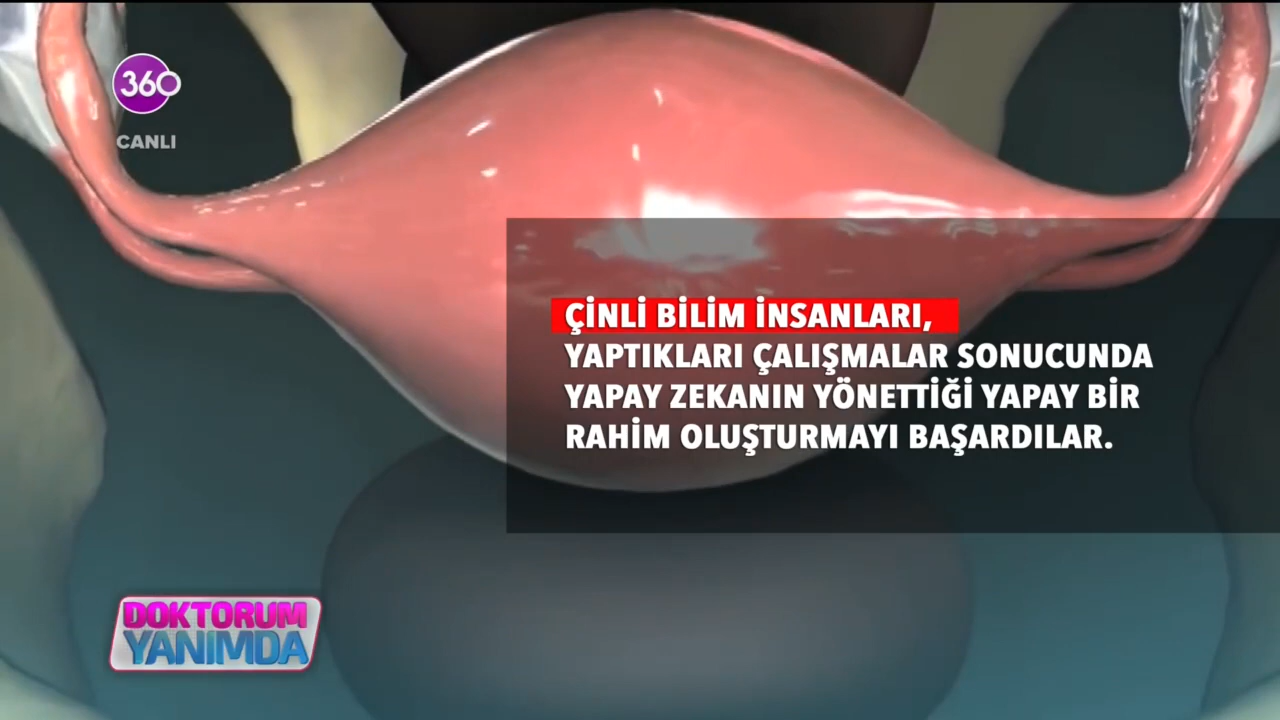 360
CANLI
ÇİNLİ BİLİM İNSANLARI,
YAPTIKLARI ÇALIŞMALAR SONUCUNDA
YAPAY ZEKANIN YÖNETTİĞİ YAPAY BİR
RAHİM OLUŞTURMAYI BAŞARDILAR.
DOKTORUM
YANIMDA